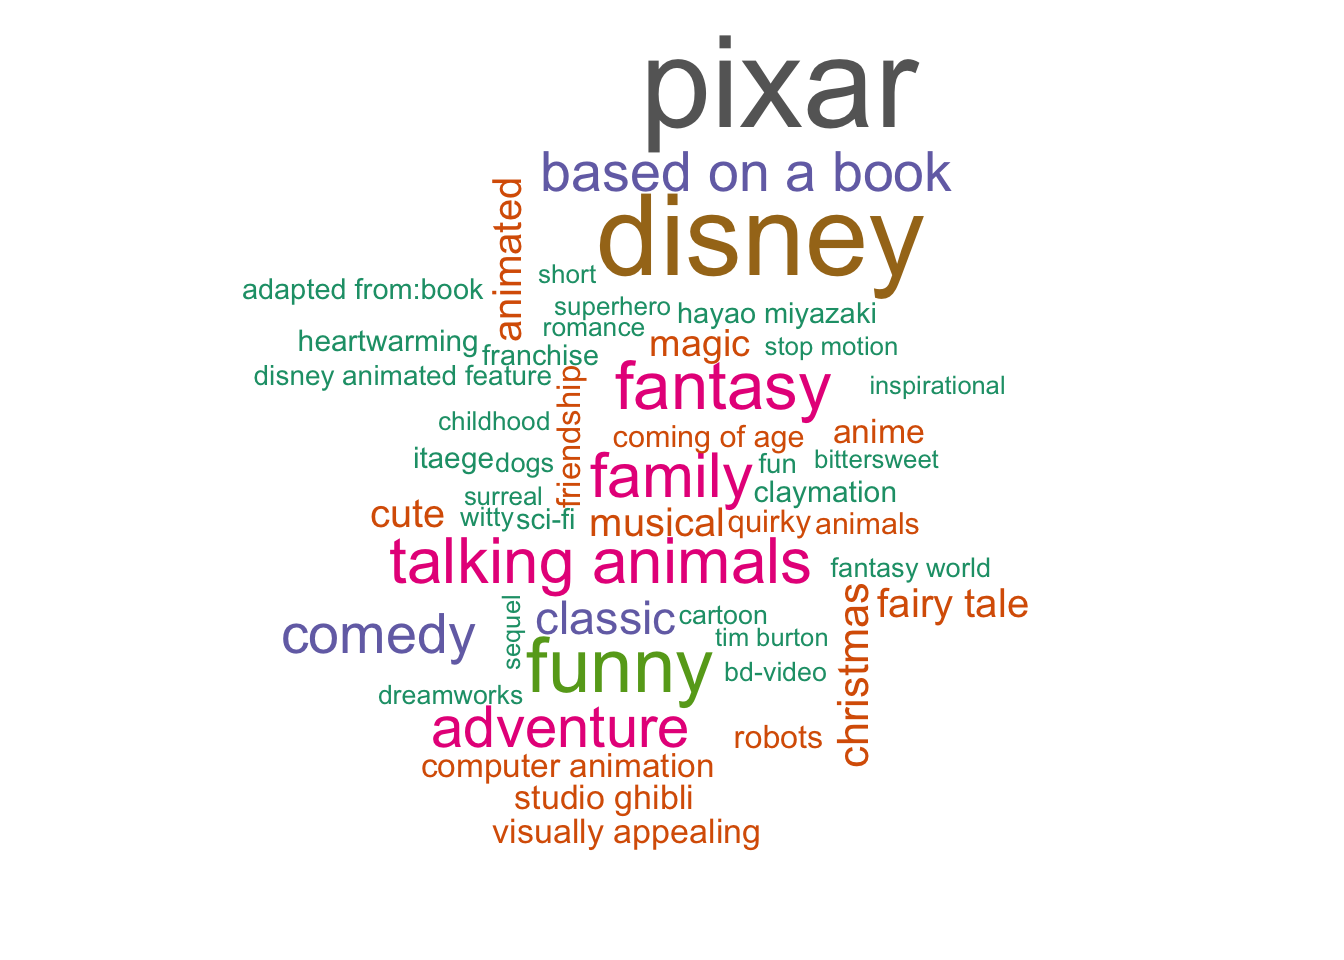 pixar
based on a book
disney
animated
short
adapted from:book
superhero
hayao miyazaki
romance
heartwarming
franchise
magic
stop motion
disney animated feature
fantasy
inspirational
friendship
childhood
coming of age
anime
itaege
dogs
family
fun
bittersweet
surreal
claymation
cute
witty
sci-fi
musical
quirky
animals
talking animals
fantasy world
christmas
fairy tale
sequel
classic
cartoon
comedy
tim burton
funny
bd-video
dreamworks
adventure
robots
computer animation
studio ghibli
visually appealing